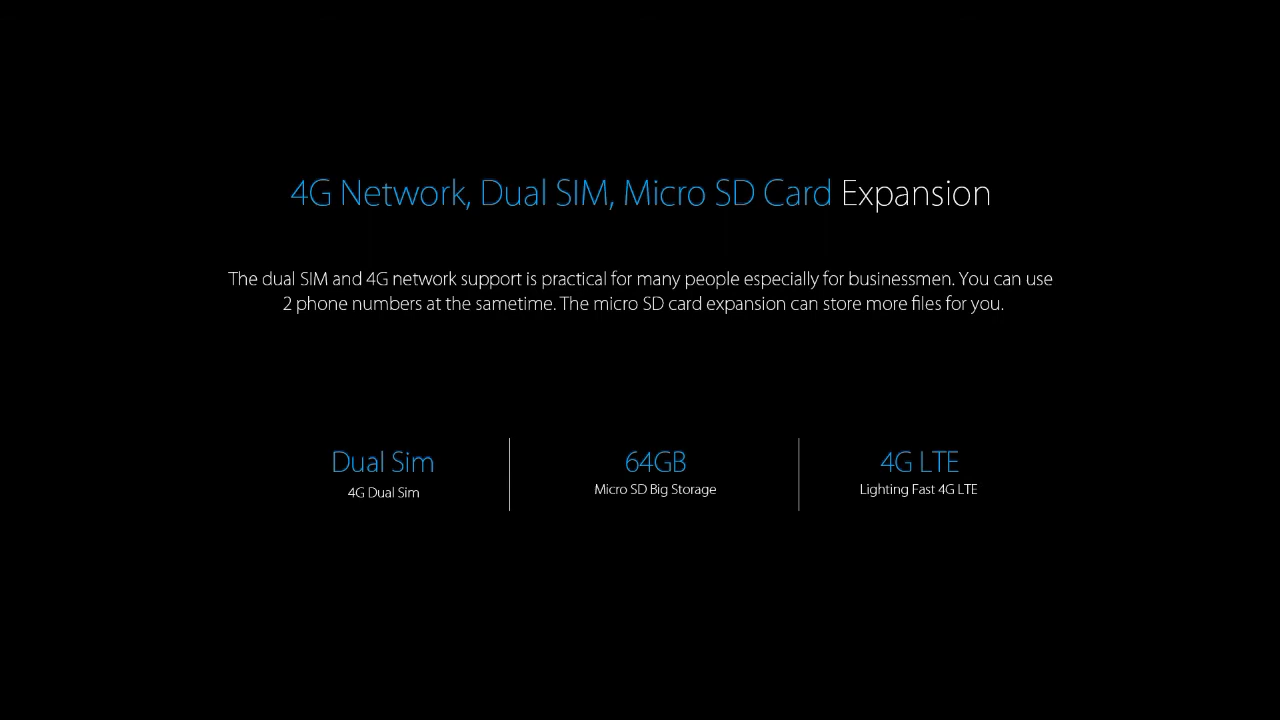 4G Network, Dual SIM, Micro SD Card Expansion
The dual SIM and 4G network support is practical for many people especially for businessmen. You can use
2 phone numbers at the sametime. The micro SD card expansion can store more files for you.
Dual Sim
4G Dual Sim
64GB
Micro SD Big Storage
4G LTE
Lighting Fast 4G LTE